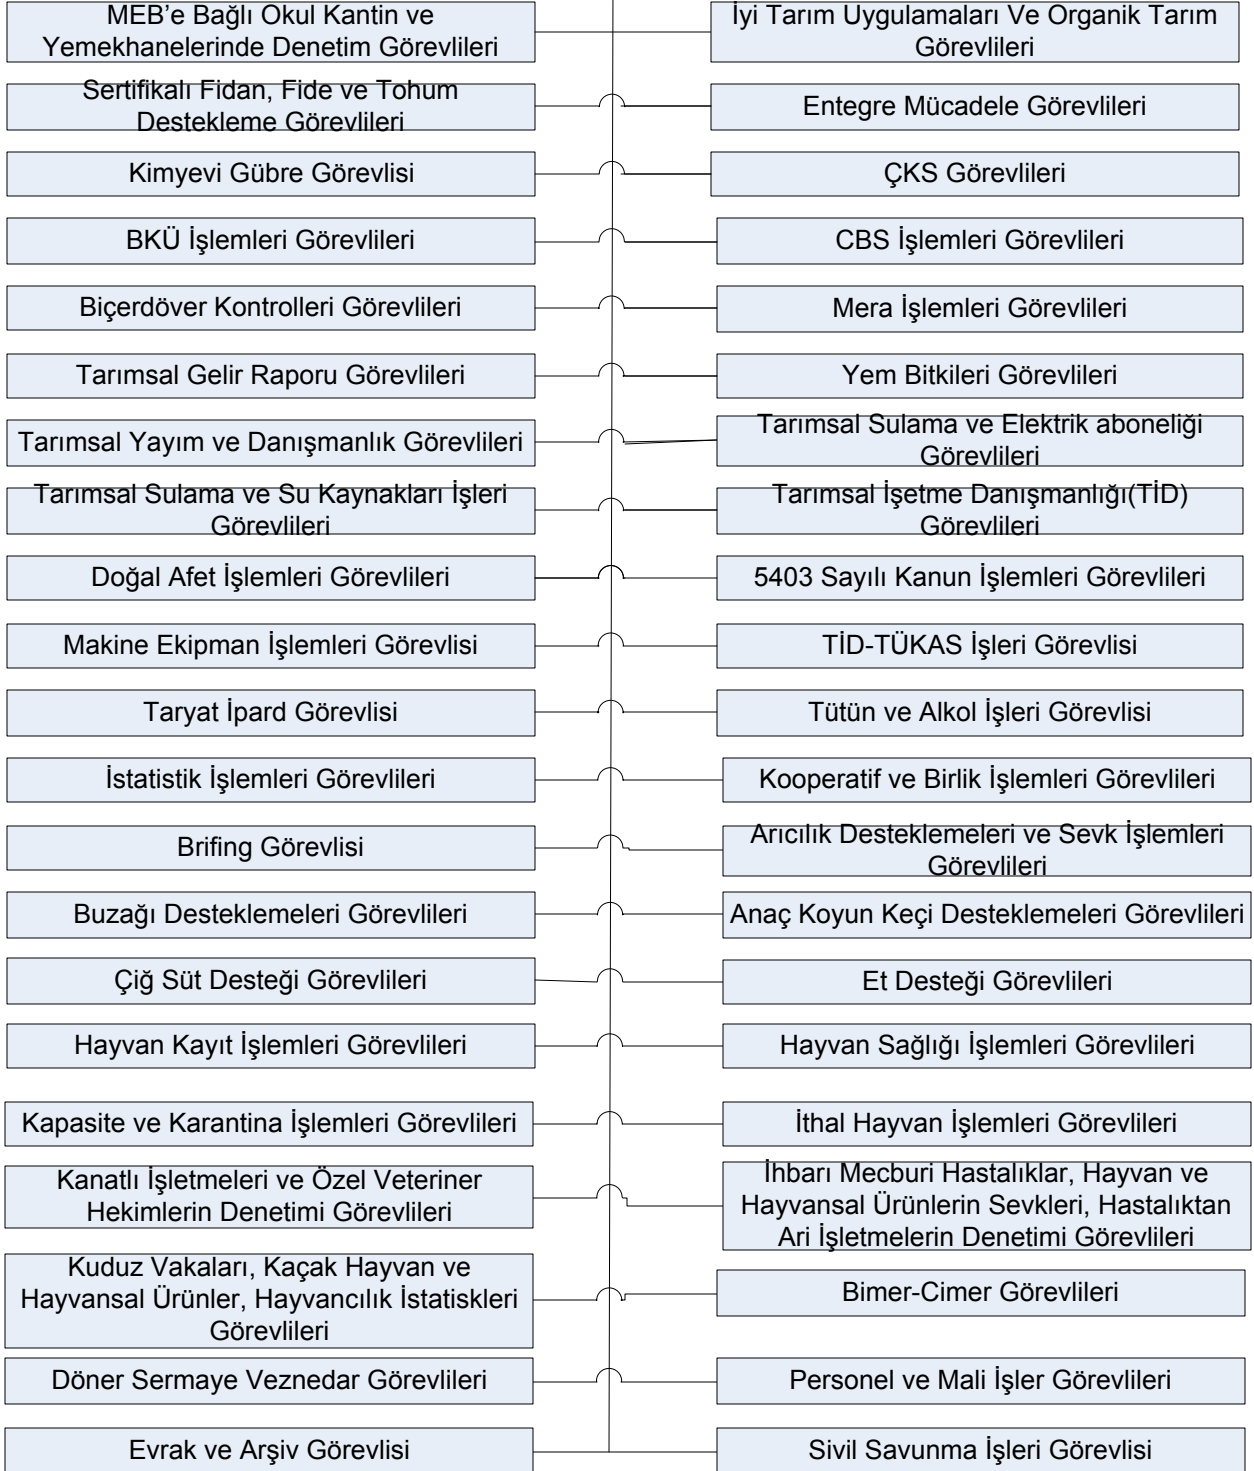 MEB’e Bağlı Okul Kantin ve
Yemekhanelerinde Denetim Görevlileri
İyi Tarım Uygulamaları Ve Organik Tarım
Görevlileri
Sertifikalı Fidan, Fide ve Tohum
Destekleme Görevlileri
Entegre Mücadele Görevlileri
Kimyevi Gübre Görevlisi
ÇKS Görevlileri
BKÜ İşlemleri Görevlileri
CBS İşlemleri Görevlileri
Biçerdöver Kontrolleri Görevlileri
Mera İşlemleri Görevlileri
Tarımsal Gelir Raporu Görevlileri
Yem Bitkileri Görevlileri
Tarımsal Yayım ve Danışmanlık Görevlileri
Tarımsal Sulama ve Elektrik aboneliği
Görevlileri
Tarımsal Sulama ve Su Kaynakları İşleri
Görevlileri
Tarımsal İşetme Danışmanlığı(TİD)
Görevlileri
Doğal Afet İşlemleri Görevlileri
5403 Sayılı Kanun İşlemleri Görevlileri
Makine Ekipman İşlemleri Görevlisi
TİD-TÜKAS İşleri Görevlisi
Taryat İpard Görevlisi
Tütün ve Alkol İşleri Görevlisi
İstatistik İşlemleri Görevlileri
Kooperatif ve Birlik İşlemleri Görevlileri
Brifing Görevlisi
Arıcılık Desteklemeleri ve Sevk İşlemleri
Görevlileri
Buzağı Desteklemeleri Görevlileri
Anaç Koyun Keçi Desteklemeleri Görevlileri
Çiğ Süt Desteği Görevlileri
Et Desteği Görevlileri
Hayvan Kayıt İşlemleri Görevlileri
Hayvan Sağlığı İşlemleri Görevlileri
Kapasite ve Karantina İşlemleri Görevlileri
İthal Hayvan İşlemleri Görevlileri
Kanatlı İşletmeleri ve Özel Veteriner
Hekimlerin Denetimi Görevlileri
İhbarı Mecburi Hastalıklar, Hayvan ve
Hayvansal Ürünlerin Sevkleri, Hastalıktan
Ari İşletmelerin Denetimi Görevlileri
Kuduz Vakaları, Kaçak Hayvan ve
Hayvansal Ürünler, Hayvancılık İstatiskleri
Görevlileri
Bimer-Cimer Görevlileri
Döner Sermaye Veznedar Görevlileri
Personel ve Mali İşler Görevlileri
Evrak ve Arşiv Görevlisi
Sivil Savunma İşleri Görevlisi